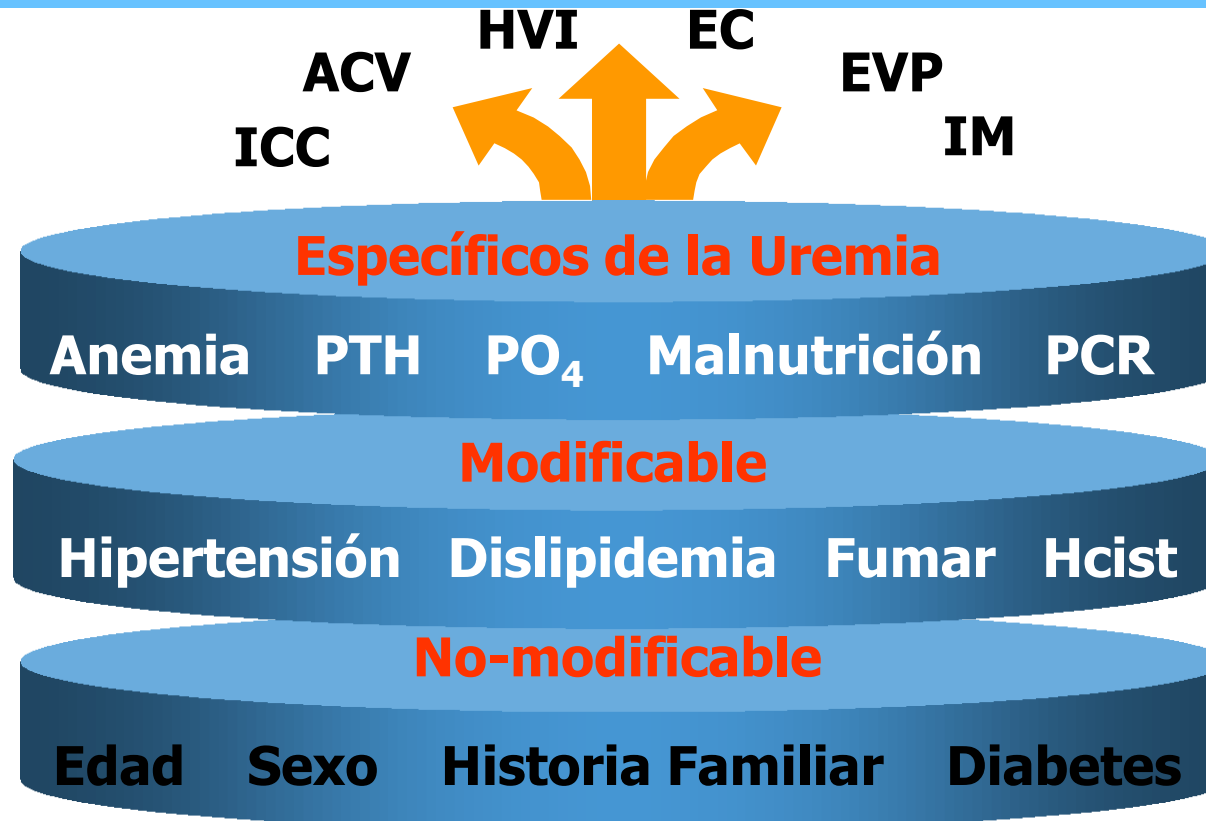 HVI EC
ACV EVP
ICC IM
Específicos de la Uremia
Anemia PTH PO₄ Malnutrición PCR
Modificable
Hipertensión Dislipidemia Fumar Hcist
No-modificable
Edad Sexo Historia Familiar Diabetes